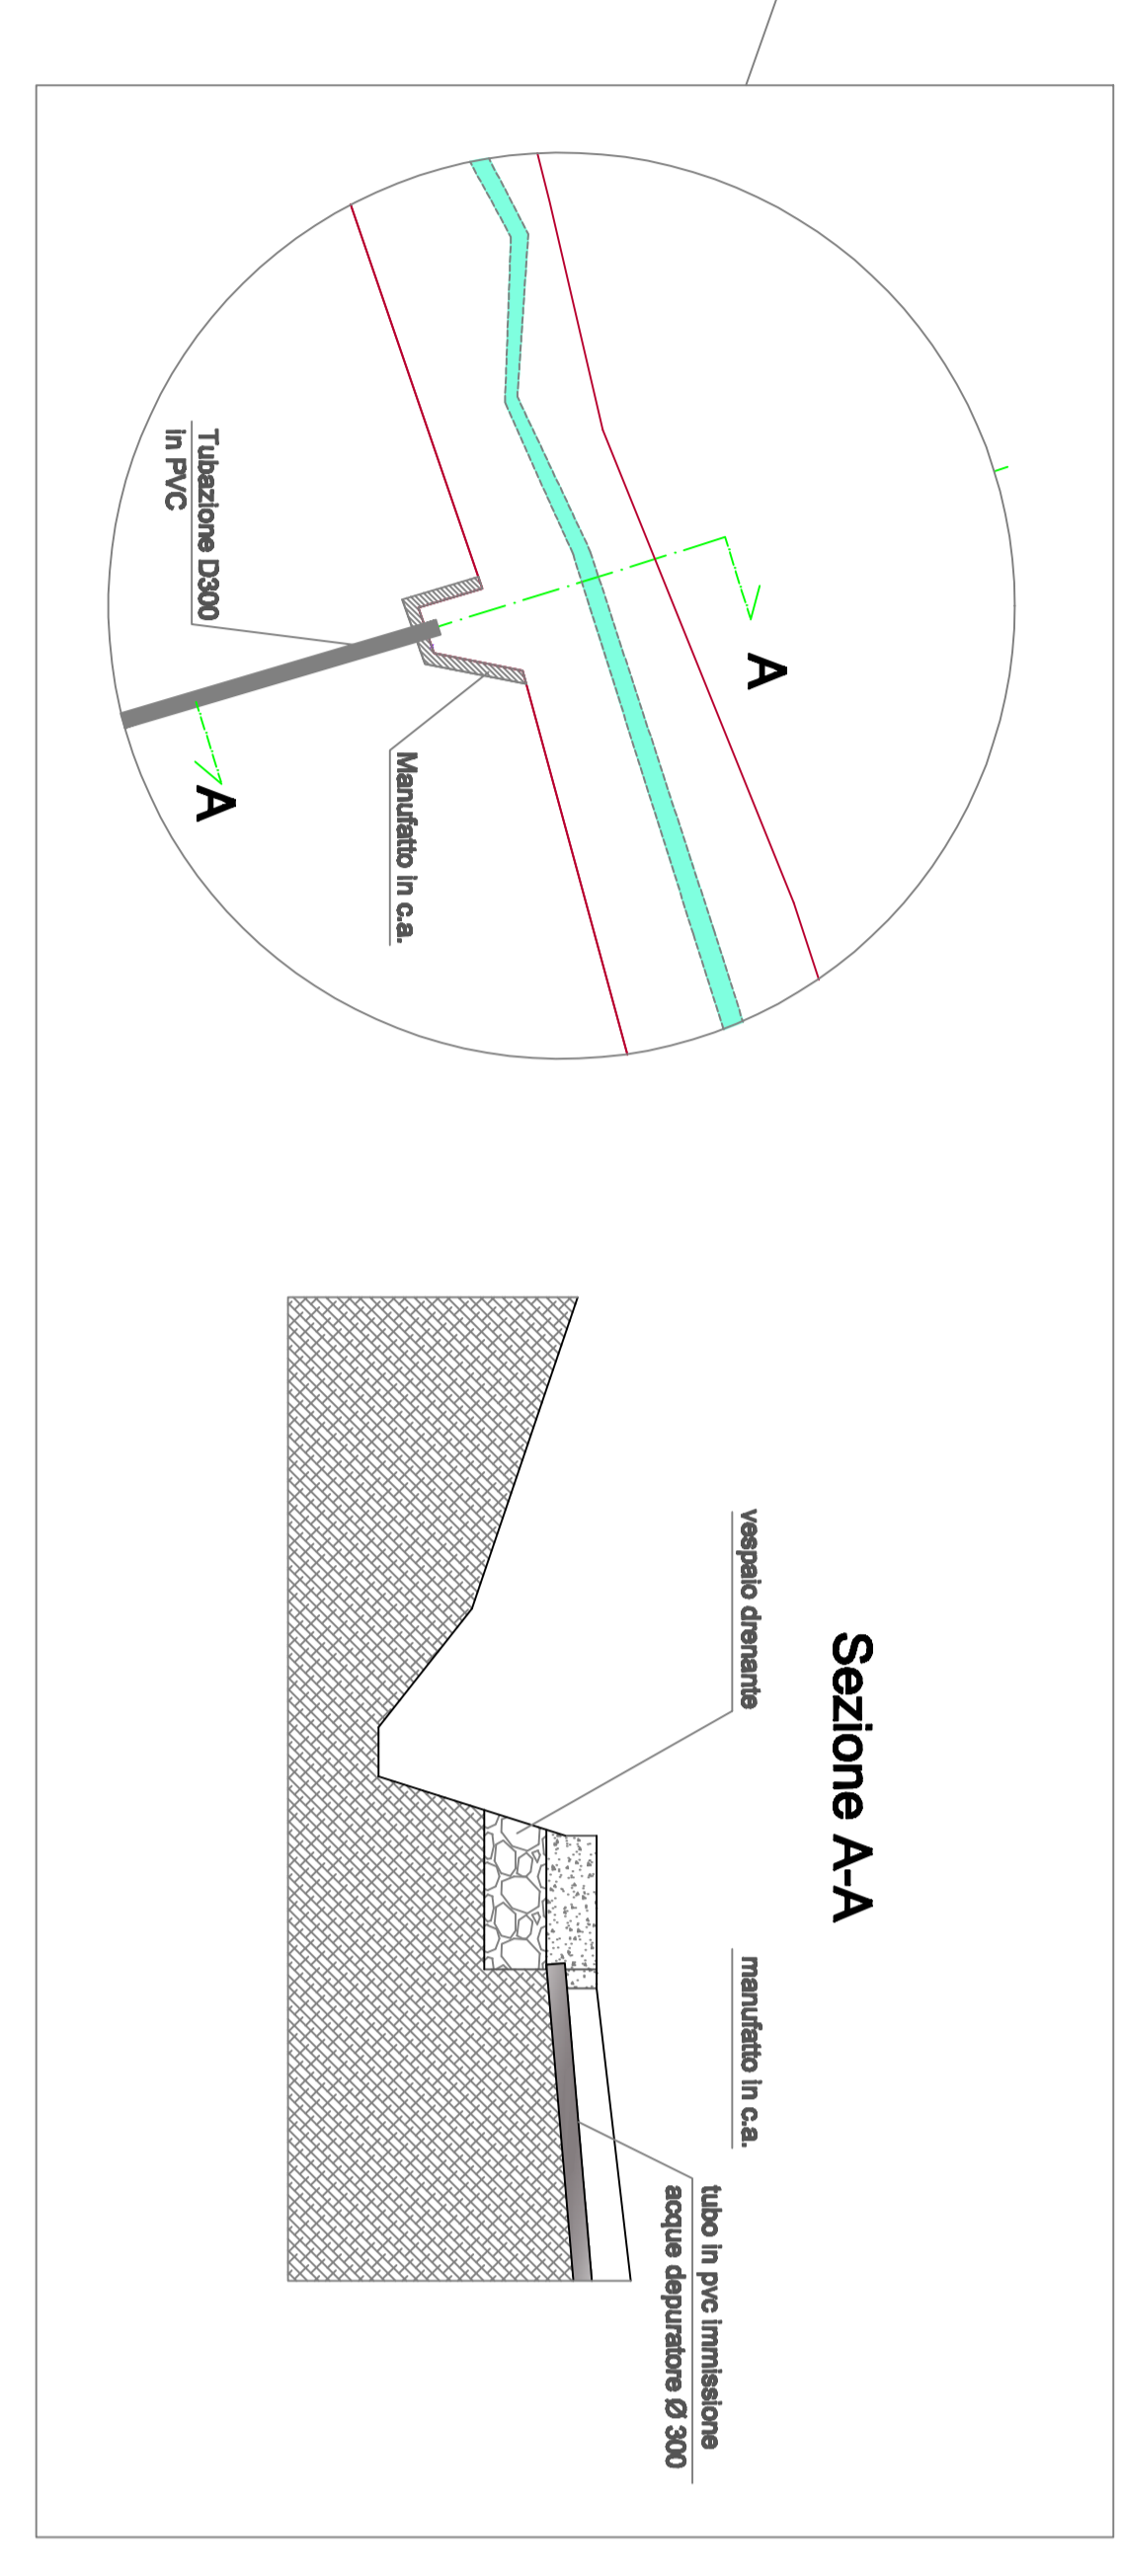 A
A
Tubazione D300
in PVC
Manufatto in c.a.
Sezione A-A
vespaio drenante
manufatto in c.a.
tubo in pvc immissione
acque depuratore Ø 300